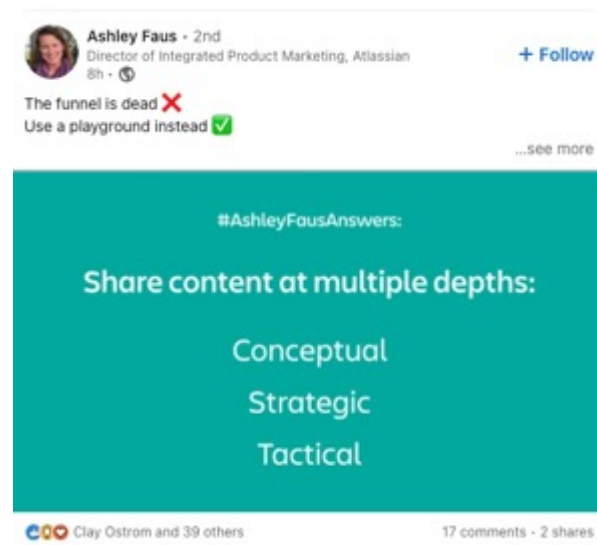 Ashley Faus • 2nd
Director of Integrated Product Marketing, Atlassian
8h •
+ Follow
The funnel is dead ❌
Use a playground instead ✅
...see more
#AshleyFausAnswers:
Share content at multiple depths:
Conceptual
Strategic
Tactical
Clay Ostrom and 39 others
17 comments • 2 shares